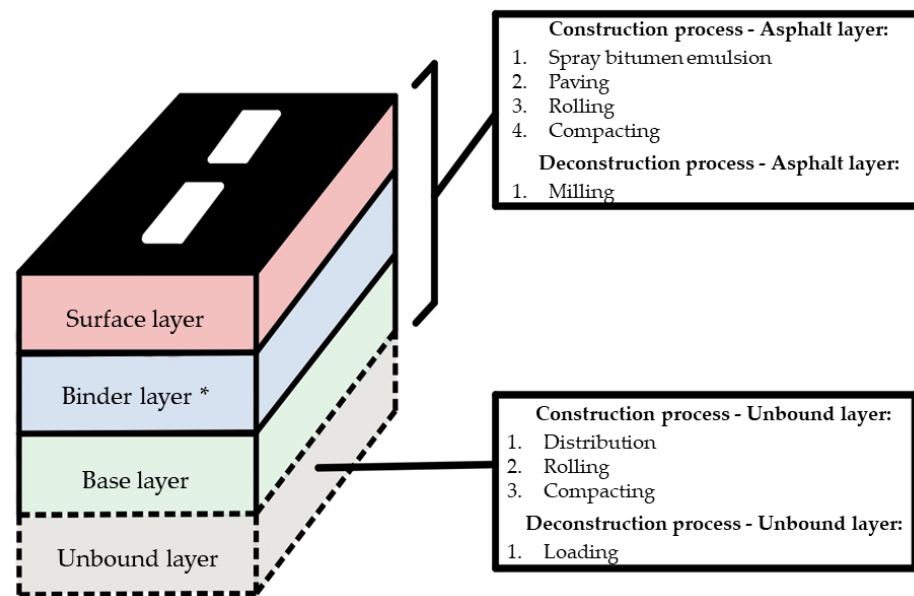 Construction process - Asphalt layer:
1. Spray bitumen emulsion
2. Paving
3. Rolling
4. Compacting
Deconstruction process - Asphalt layer:
1. Milling
Surface layer
Binder layer *
Base layer
Unbound layer
Construction process - Unbound layer:
1. Distribution
2. Rolling
3. Compacting
Deconstruction process - Unbound layer:
1. Loading